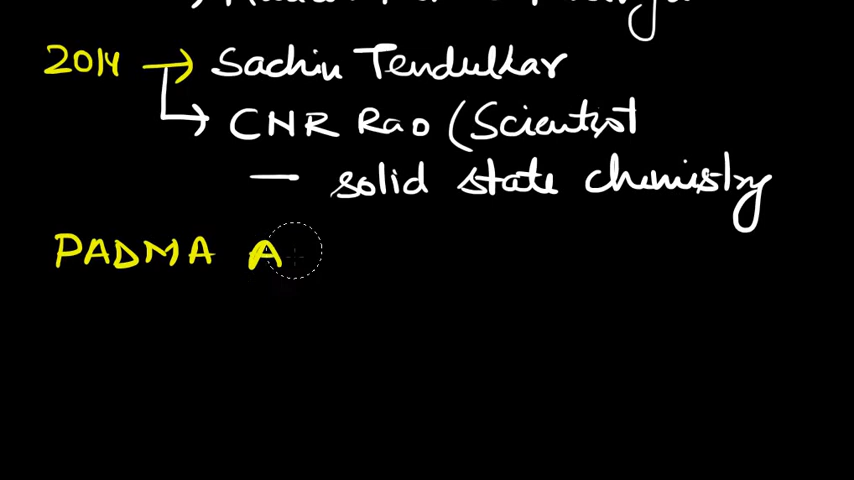 2014 → Sachin Tendulkar
→ CNR Rao (Scientist
— solid state chemistry
PADMA A